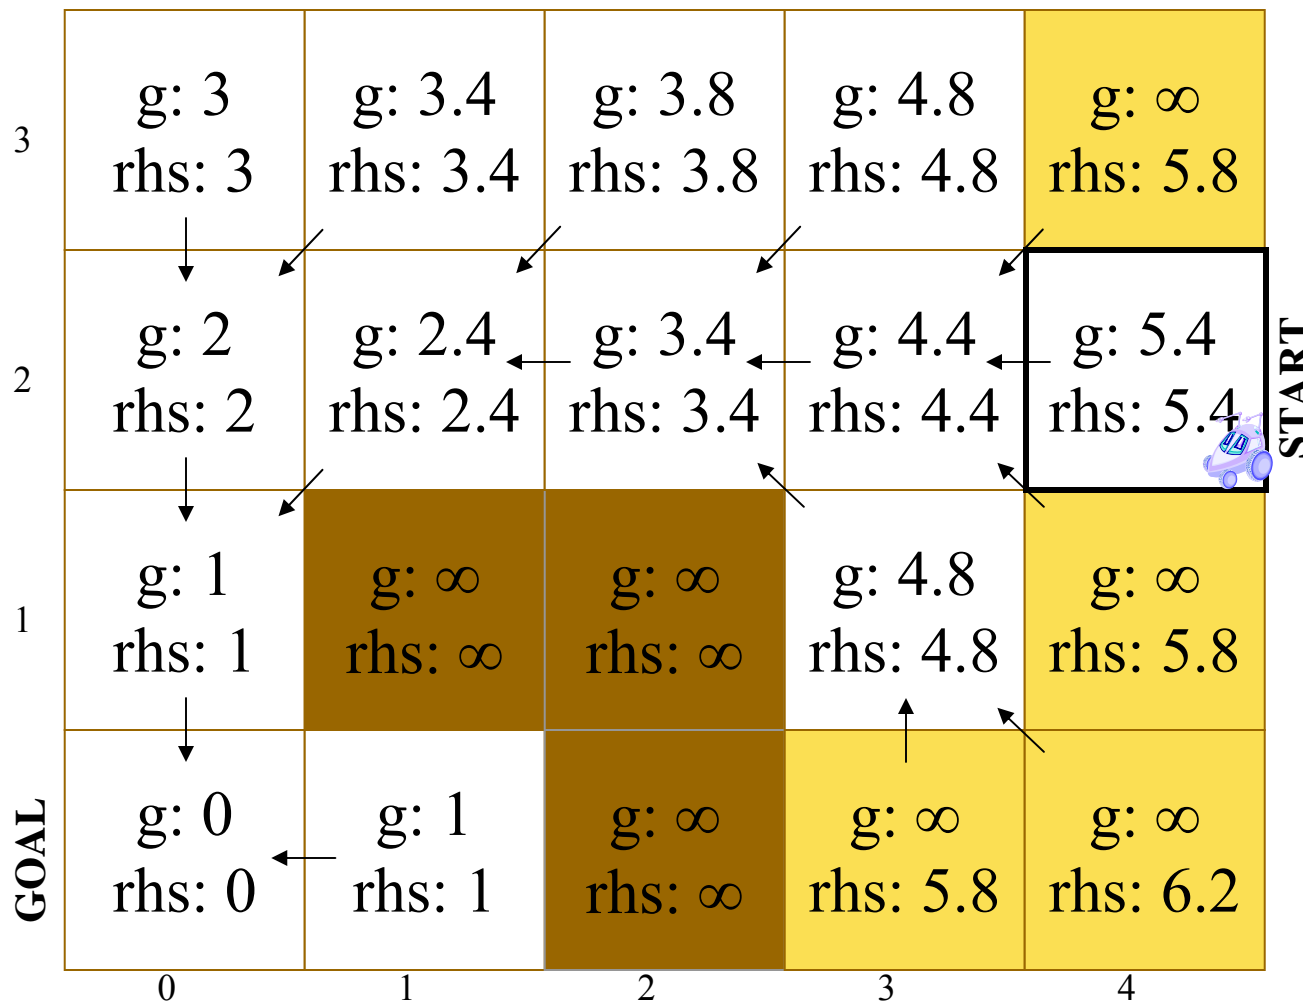 3
g: 3
rhs: 3
g: 3.4
rhs: 3.4
g: 3.8
rhs: 3.8
g: 4.8
rhs: 4.8
g: ∞
rhs: 5.8
2
g: 2
rhs: 2
g: 2.4
rhs: 2.4
g: 3.4
rhs: 3.4
g: 4.4
rhs: 4.4
g: 5.4
rhs: 5.4
START
1
g: 1
rhs: 1
g: ∞
rhs: ∞
g: ∞
rhs: ∞
g: 4.8
rhs: 4.8
g: ∞
rhs: 5.8
GOAL
g: 0
rhs: 0
g: 1
rhs: 1
g: ∞
rhs: ∞
g: ∞
rhs: 5.8
g: ∞
rhs: 6.2
0
1
2
3
4